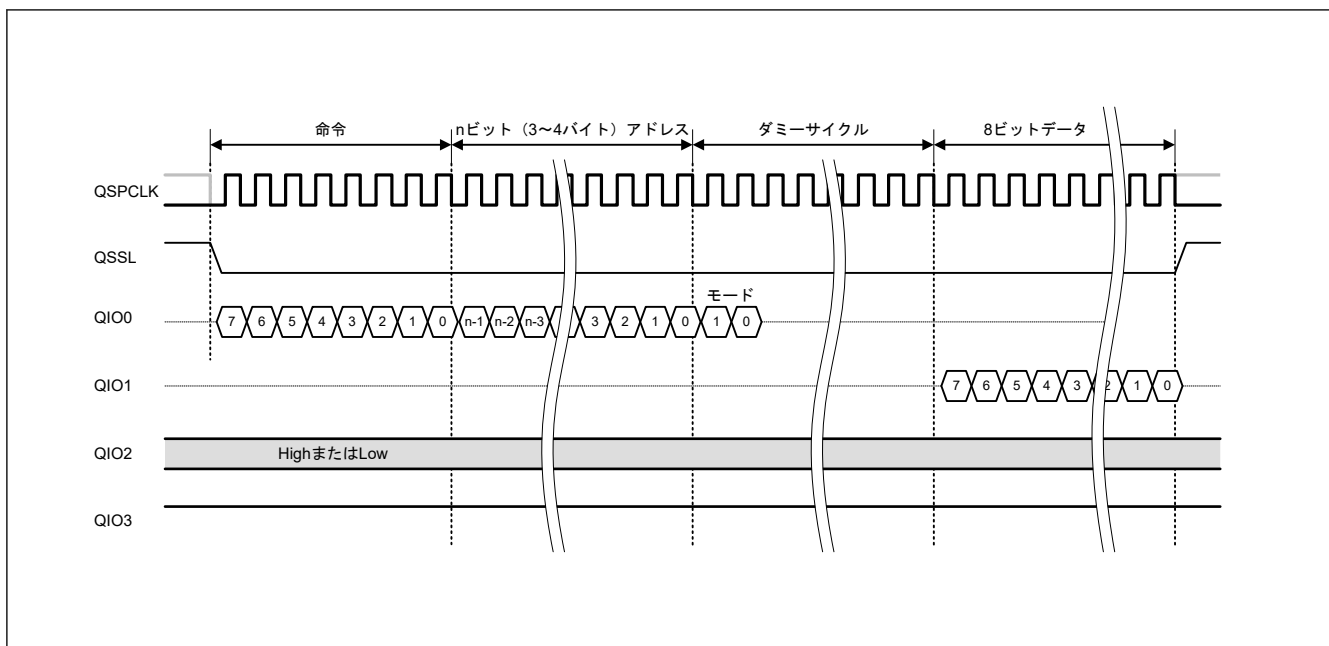 命令 nビット（3～4バイト）アドレス ダミーサイクル 8ビットデータ
QSPCLK
QSSL
モード
QIO0 7 6 5 4 3 2 1 0 n-1 n-2 n-3 3 2 1 0 1 0
QIO1 7 6 5 4 3 2 1 0
QIO2 HighまたはLow
QIO3